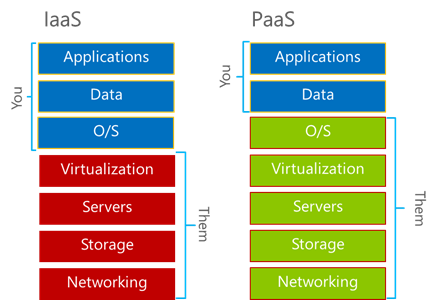 IaaS
You
Applications
Data
O/S
Virtualization
Servers
Storage
Networking
Them
PaaS
You
Applications
Data
O/S
Virtualization
Servers
Storage
Networking
Them